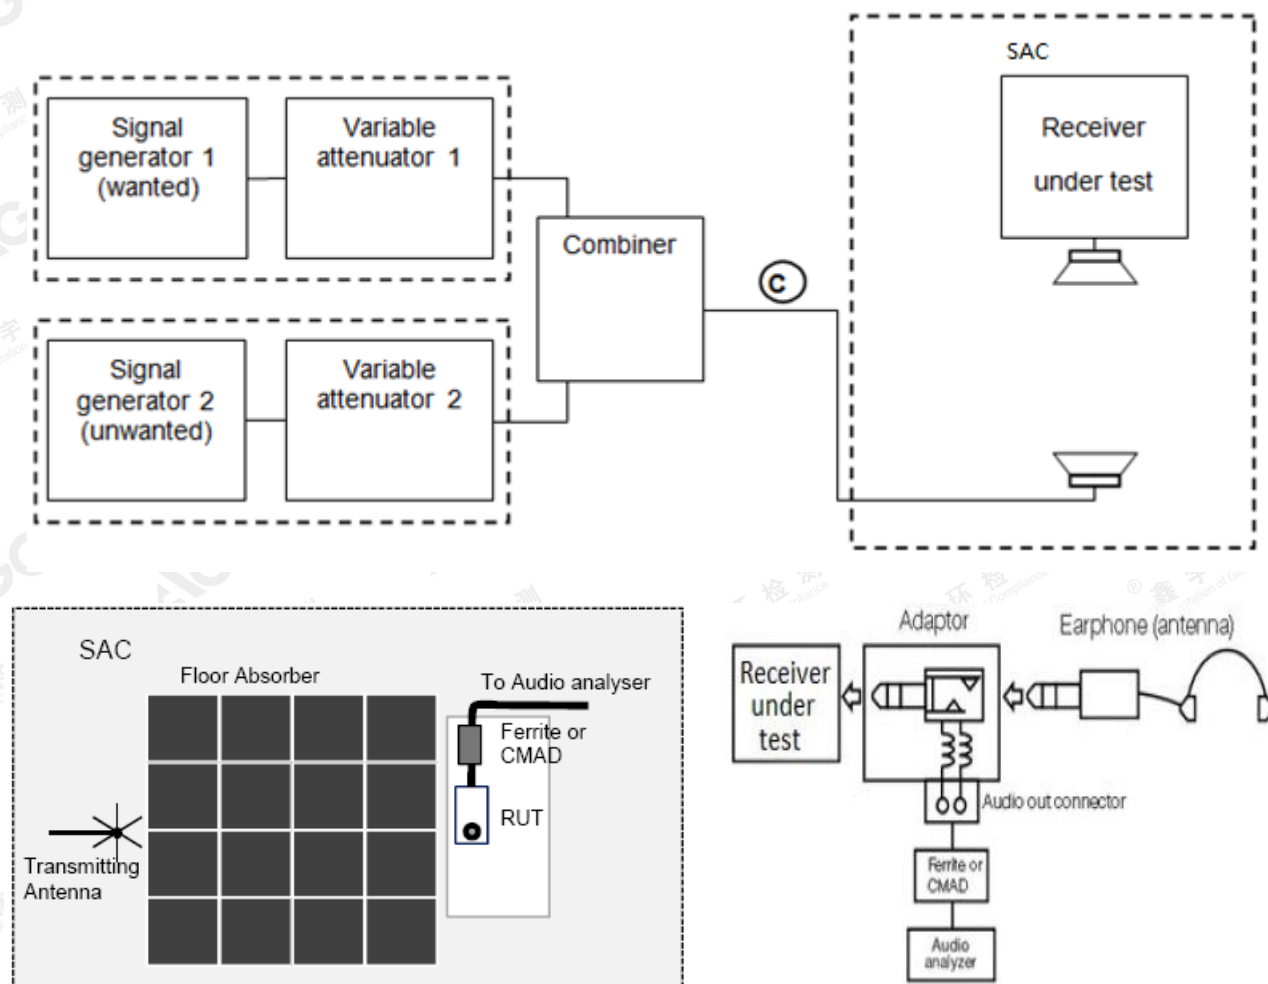 SAC
Signal
generator 1
(wanted)
Variable
attenuator 1
Receiver
under test
Combiner
C
Signal
generator 2
(unwanted)
Variable
attenuator 2
SAC
Floor Absorber
To Audio analyser
Ferrite or
CMAD
RUT
Transmitting
Antenna
Adaptor
Earphone (antenna)
Receiver
under
test
Audio out connector
Ferrite or
CMAD
Audio
analyzer